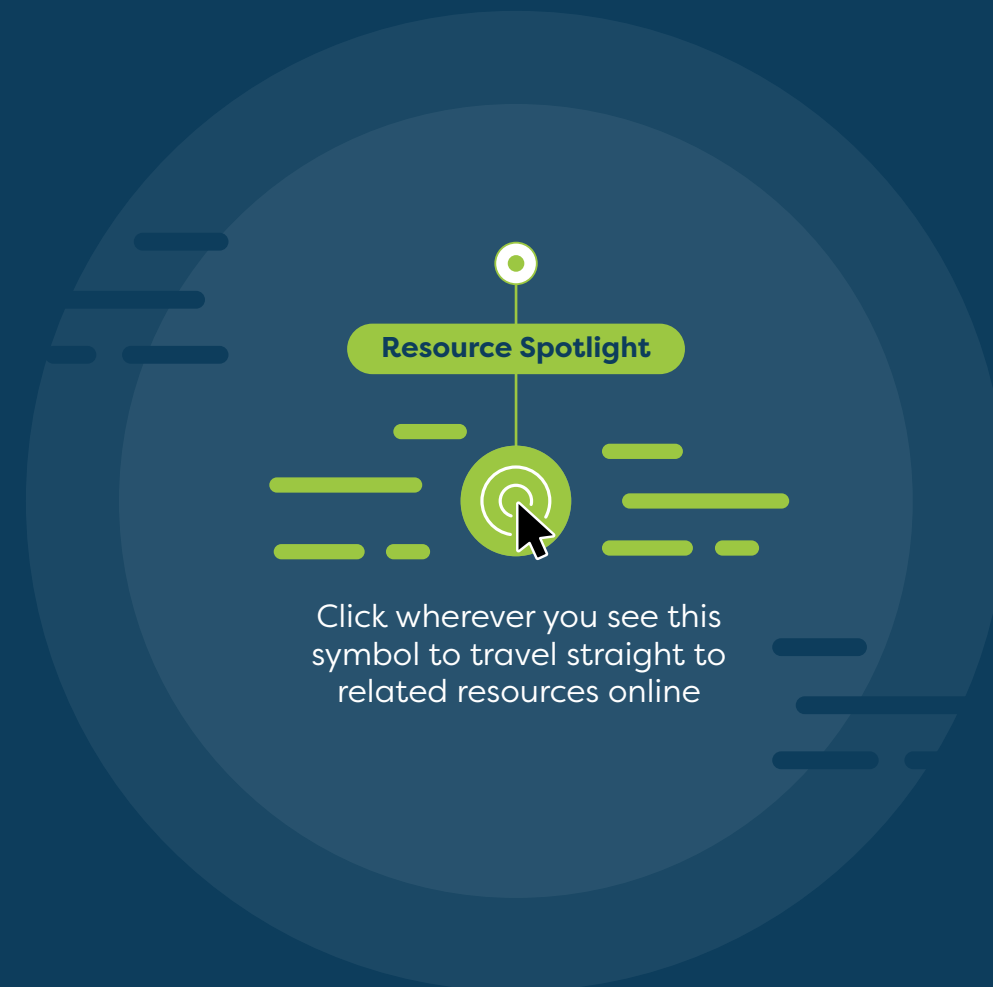 Resource Spotlight
Click wherever you see this
symbol to travel straight to
related resources online